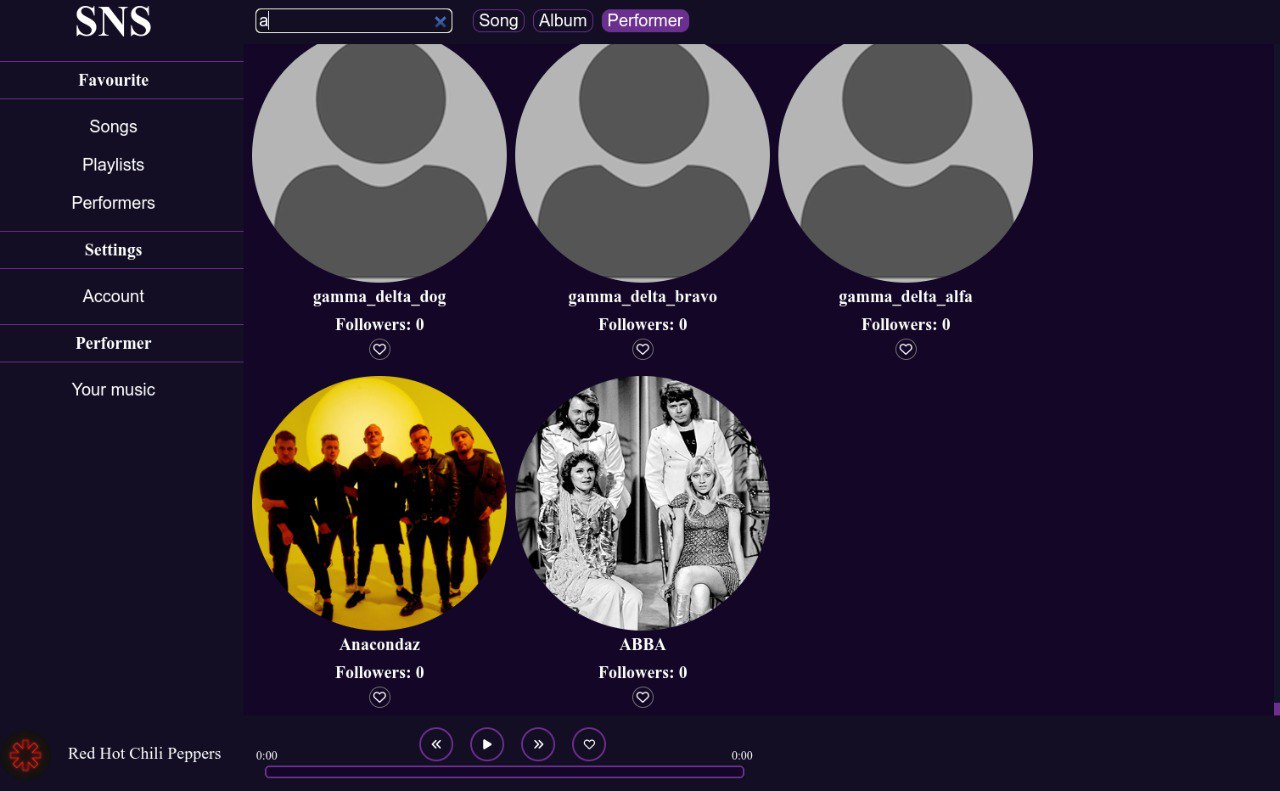 SNS
a
Song
Album
Performer
Favourite
Songs
Playlists
Performers
Settings
Account
Performer
Your music
gamma_delta_dog
gamma_delta_bravo
gamma_delta_alfa
Followers: 0
Followers: 0
Followers: 0
Anacondaz
ABBA
Followers: 0
Followers: 0
Red Hot Chili Peppers
0:00
0:00